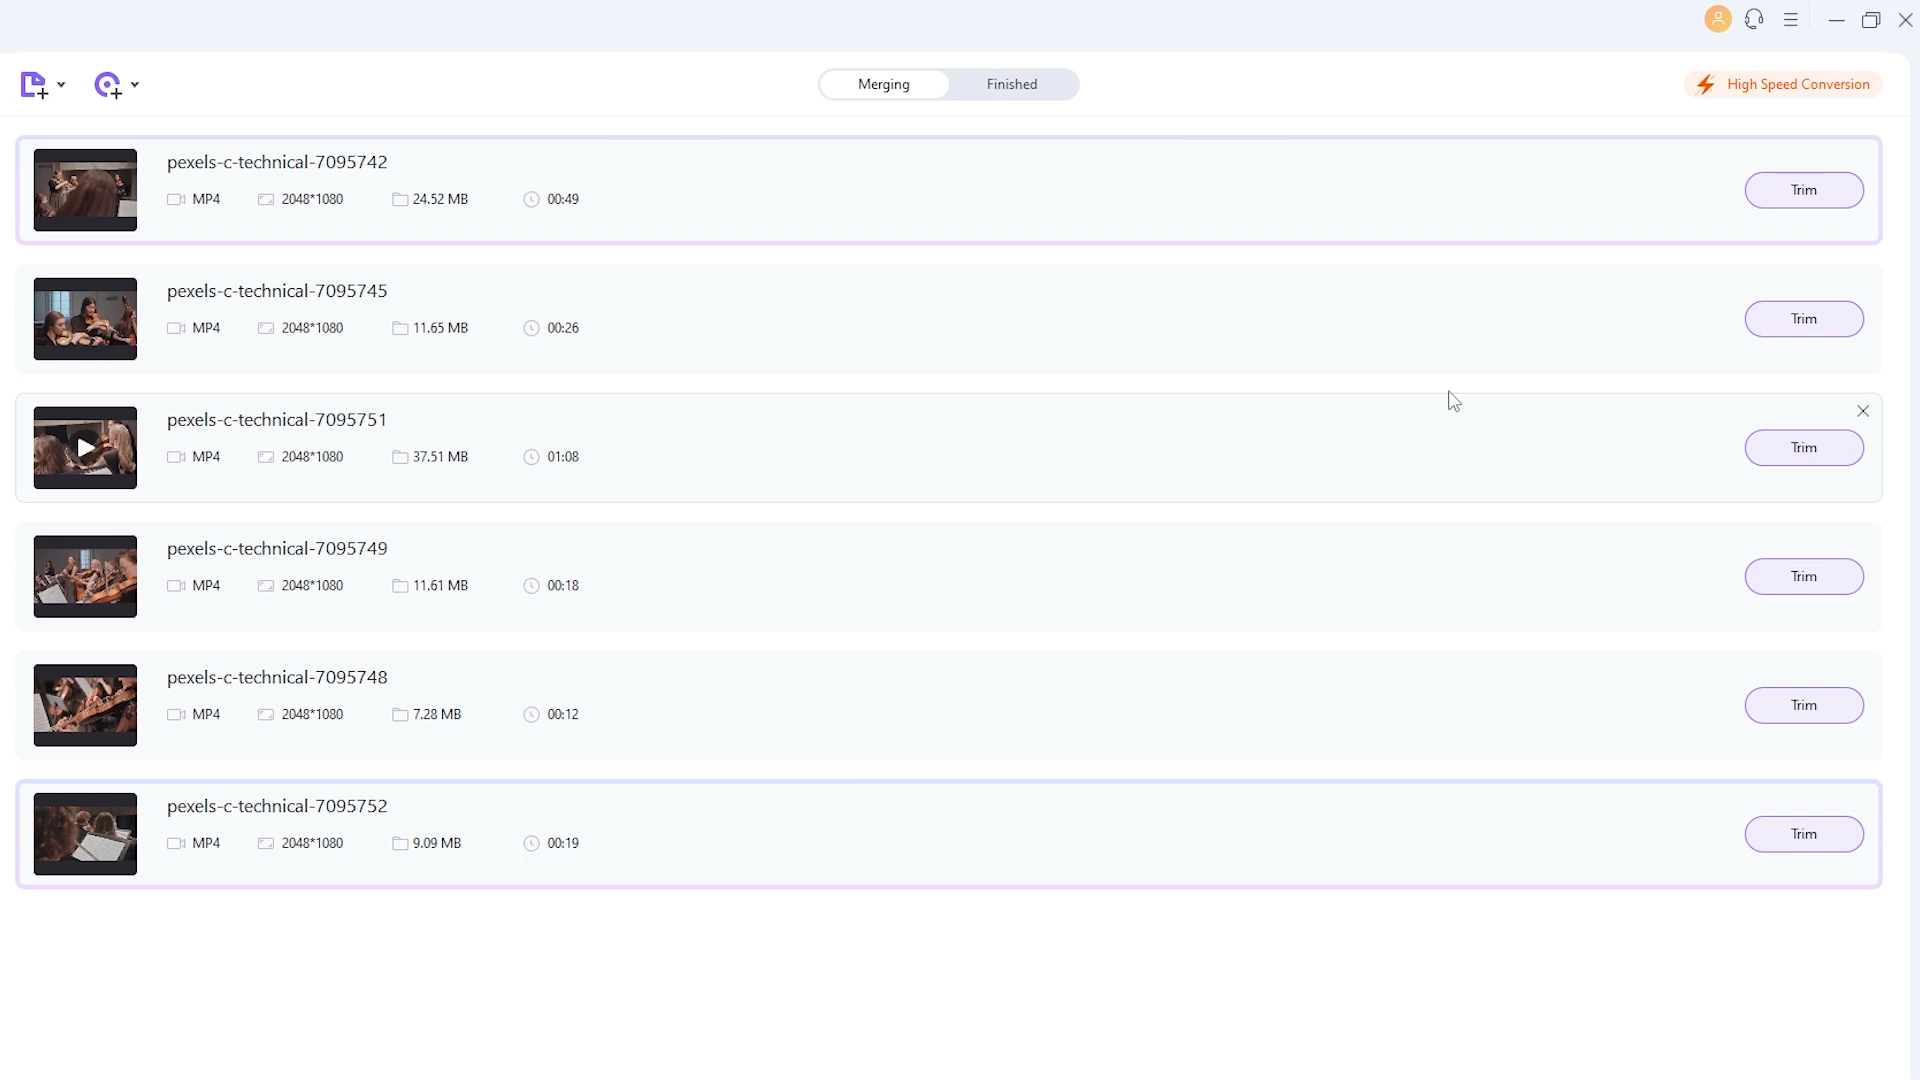 Merging Finished High Speed Conversion
pexels-c-technical-7095742
MP4 2048*1080 24.52 MB 00:49
Trim
pexels-c-technical-7095745
MP4 2048*1080 11.65 MB 00:26
Trim
pexels-c-technical-7095751
MP4 2048*1080 37.51 MB 01:08
Trim
pexels-c-technical-7095749
MP4 2048*1080 11.61 MB 00:18
Trim
pexels-c-technical-7095748
MP4 2048*1080 7.28 MB 00:12
Trim
pexels-c-technical-7095752
MP4 2048*1080 9.09 MB 00:19
Trim